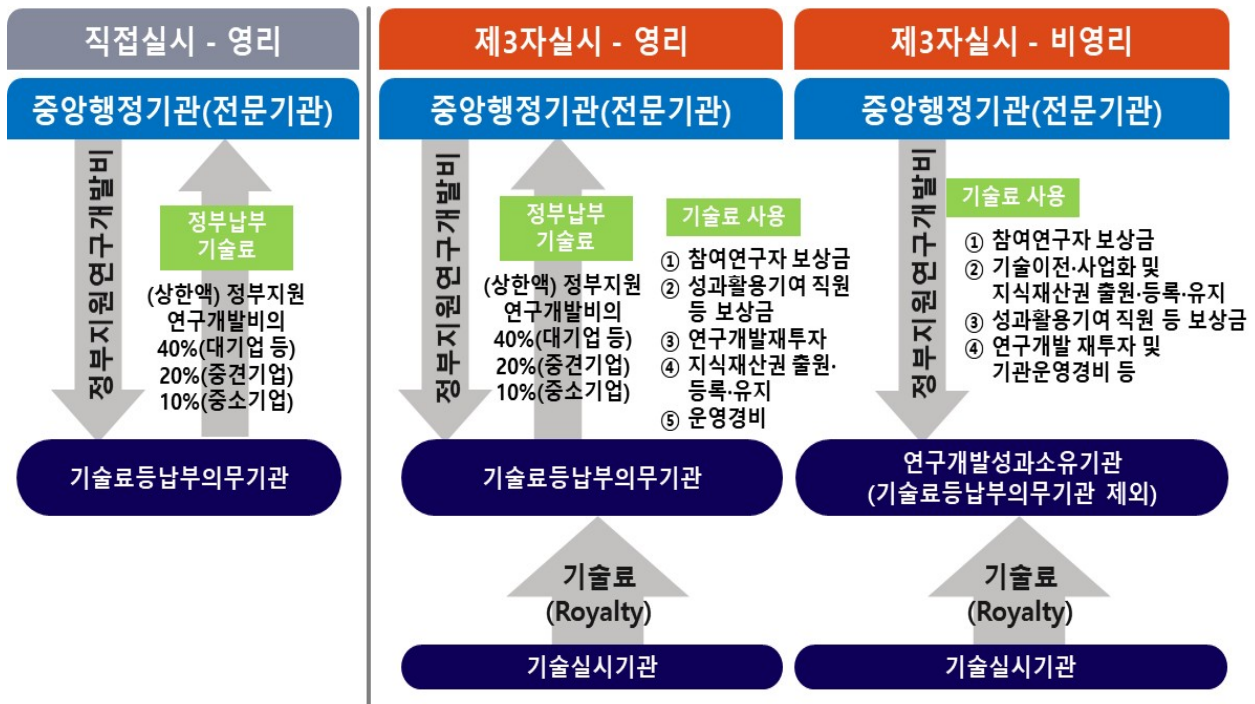 직접실시 - 영리
중앙행정기관(전문기관)
정부지원연구개발비
정부납부
기술료
(상한액) 정부지원
연구개발비의
40%(대기업 등)
20%(중견기업)
10%(중소기업)
기술료등납부의무기관
제3자실시 - 영리
중앙행정기관(전문기관)
정부지원연구개발비
정부납부
기술료
(상한액) 정부지원
연구개발비의
40%(대기업 등)
20%(중견기업)
10%(중소기업)
기술료 사용
① 참여연구자 보상금
② 성과활용기여 직원
등 보상금
③ 연구개발재투자
④ 지식재산권 출원·
등록·유지
⑤ 운영경비
기술료등납부의무기관
기술료
(Royalty)
기술실시기관
제3자실시 - 비영리
중앙행정기관(전문기관)
정부지원연구개발비
기술료 사용
① 참여연구자 보상금
② 기술이전·사업화 및
지식재산권 출원·등록·유지
③ 성과활용기여 직원 등 보상금
④ 연구개발 재투자 및
기관운영경비 등
연구개발성과소유기관
(기술료등납부의무기관 제외)
기술료
(Royalty)
기술실시기관